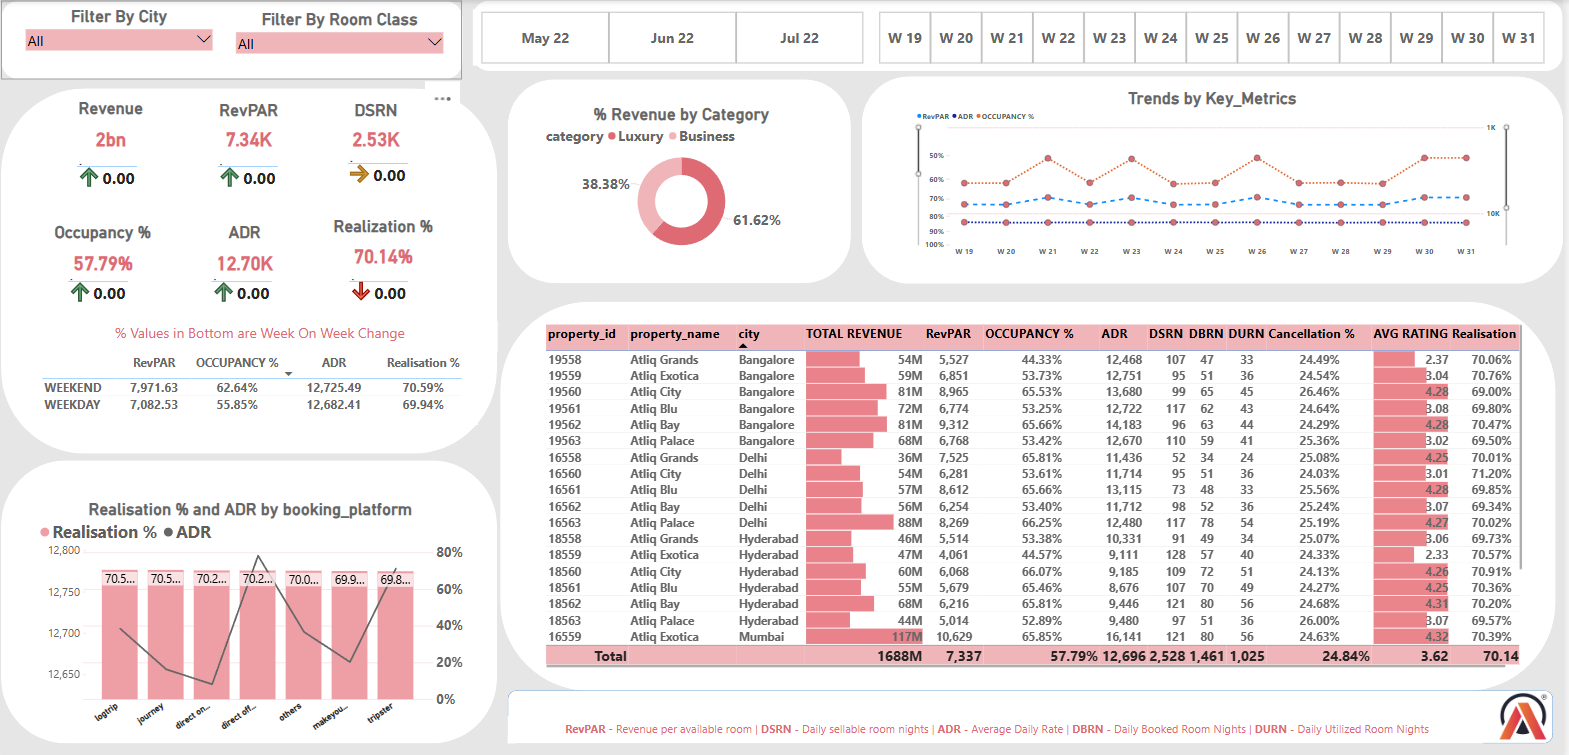 Filter By City
All
Filter By Room Class
All
May 22
Jun 22
Jul 22
W 19
W 20
W 21
W 22
W 23
W 24
W 25
W 26
W 27
W 28
W 29
W 30
W 31
Revenue
2bn
0.00
RevPAR
7.34K
0.00
DSRN
2.53K
0.00
Occupancy %
57.79%
0.00
ADR
12.70K
0.00
Realization %
70.14%
0.00
% Values in Bottom are Week On Week Change
RevPAR OCCUPANCY % ADR Realisation %
WEEKEND 7,971.63 62.64% 12,725.49 70.59%
WEEKDAY 7,082.53 55.85% 12,682.41 69.94%
% Revenue by Category
category Luxury Business
38.38%
61.62%
Trends by Key_Metrics
RevPAR ADR OCCUPANCY %
50%
60%
70%
80%
90%
100%
1K
10K
W 19 W 20 W 21 W 22 W 23 W 24 W 25 W 26 W 27 W 28 W 29 W 30 W 31
Realisation % and ADR by booking_platform
Realisation % ADR
12,800
12,750
12,700
12,650
80%
60%
40%
20%
0%
70.5... 70.5... 70.2... 70.2... 70.0... 69.9... 69.8...
logtrip journey direct on... direct off... others makeyou... tripster
property_id property_name city TOTAL REVENUE RevPAR OCCUPANCY % ADR DSRN DBRN DURN Cancellation % AVG RATING Realisation
19558 Atliq Grands Bangalore 54M 5,527 44.33% 12,468 107 47 33 24.49% 2.37 70.06%
19559 Atliq Exotica Bangalore 59M 6,851 53.73% 12,751 95 51 36 24.54% 3.04 70.76%
19560 Atliq City Bangalore 81M 8,965 65.53% 13,680 99 65 45 26.46% 4.28 69.00%
19561 Atliq Blu Bangalore 72M 6,774 53.25% 12,722 117 62 43 24.64% 3.08 69.80%
19562 Atliq Bay Bangalore 81M 9,312 65.66% 14,183 96 63 44 24.29% 4.28 70.47%
19563 Atliq Palace Bangalore 68M 6,768 53.42% 12,670 110 59 41 25.36% 3.02 69.50%
16558 Atliq Grands Delhi 36M 7,525 65.81% 11,436 52 34 24 25.08% 4.25 70.01%
16560 Atliq City Delhi 54M 6,281 53.61% 11,714 95 51 36 24.03% 3.01 71.20%
16561 Atliq Blu Delhi 57M 8,612 65.66% 13,115 73 48 33 25.56% 4.28 69.85%
16562 Atliq Bay Delhi 56M 6,254 53.40% 11,712 98 52 36 25.24% 3.07 69.34%
16563 Atliq Palace Delhi 88M 8,269 66.25% 12,480 117 78 54 25.19% 4.27 70.02%
18558 Atliq Grands Hyderabad 46M 5,514 53.38% 10,331 91 49 34 25.07% 3.06 69.73%
18559 Atliq Exotica Hyderabad 47M 4,061 44.57% 9,111 128 57 40 24.33% 2.33 70.57%
18560 Atliq City Hyderabad 60M 6,068 66.07% 9,185 109 72 51 24.13% 4.26 70.91%
18561 Atliq Blu Hyderabad 55M 5,679 65.46% 8,676 107 70 49 24.27% 4.25 70.36%
18562 Atliq Bay Hyderabad 68M 6,216 65.81% 9,446 121 80 56 24.68% 4.31 70.20%
18563 Atliq Palace Hyderabad 44M 5,014 52.89% 9,480 97 51 36 26.00% 3.07 69.57%
16559 Atliq Exotica Mumbai 117M 10,629 65.85% 16,141 121 80 56 24.63% 4.32 70.39%
Total 1688M 7,337 57.79% 12,696 2,528 1,461 1,025 24.84% 3.62 70.14
RevPAR - Revenue per available room | DSRN - Daily sellable room nights | ADR - Average Daily Rate | DBRN - Daily Booked Room Nights | DURN - Daily Utilized Room Nights